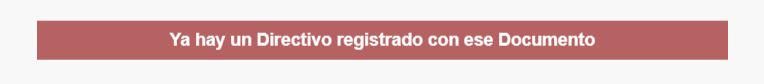 Ya hay un Directivo registrado con ese Documento